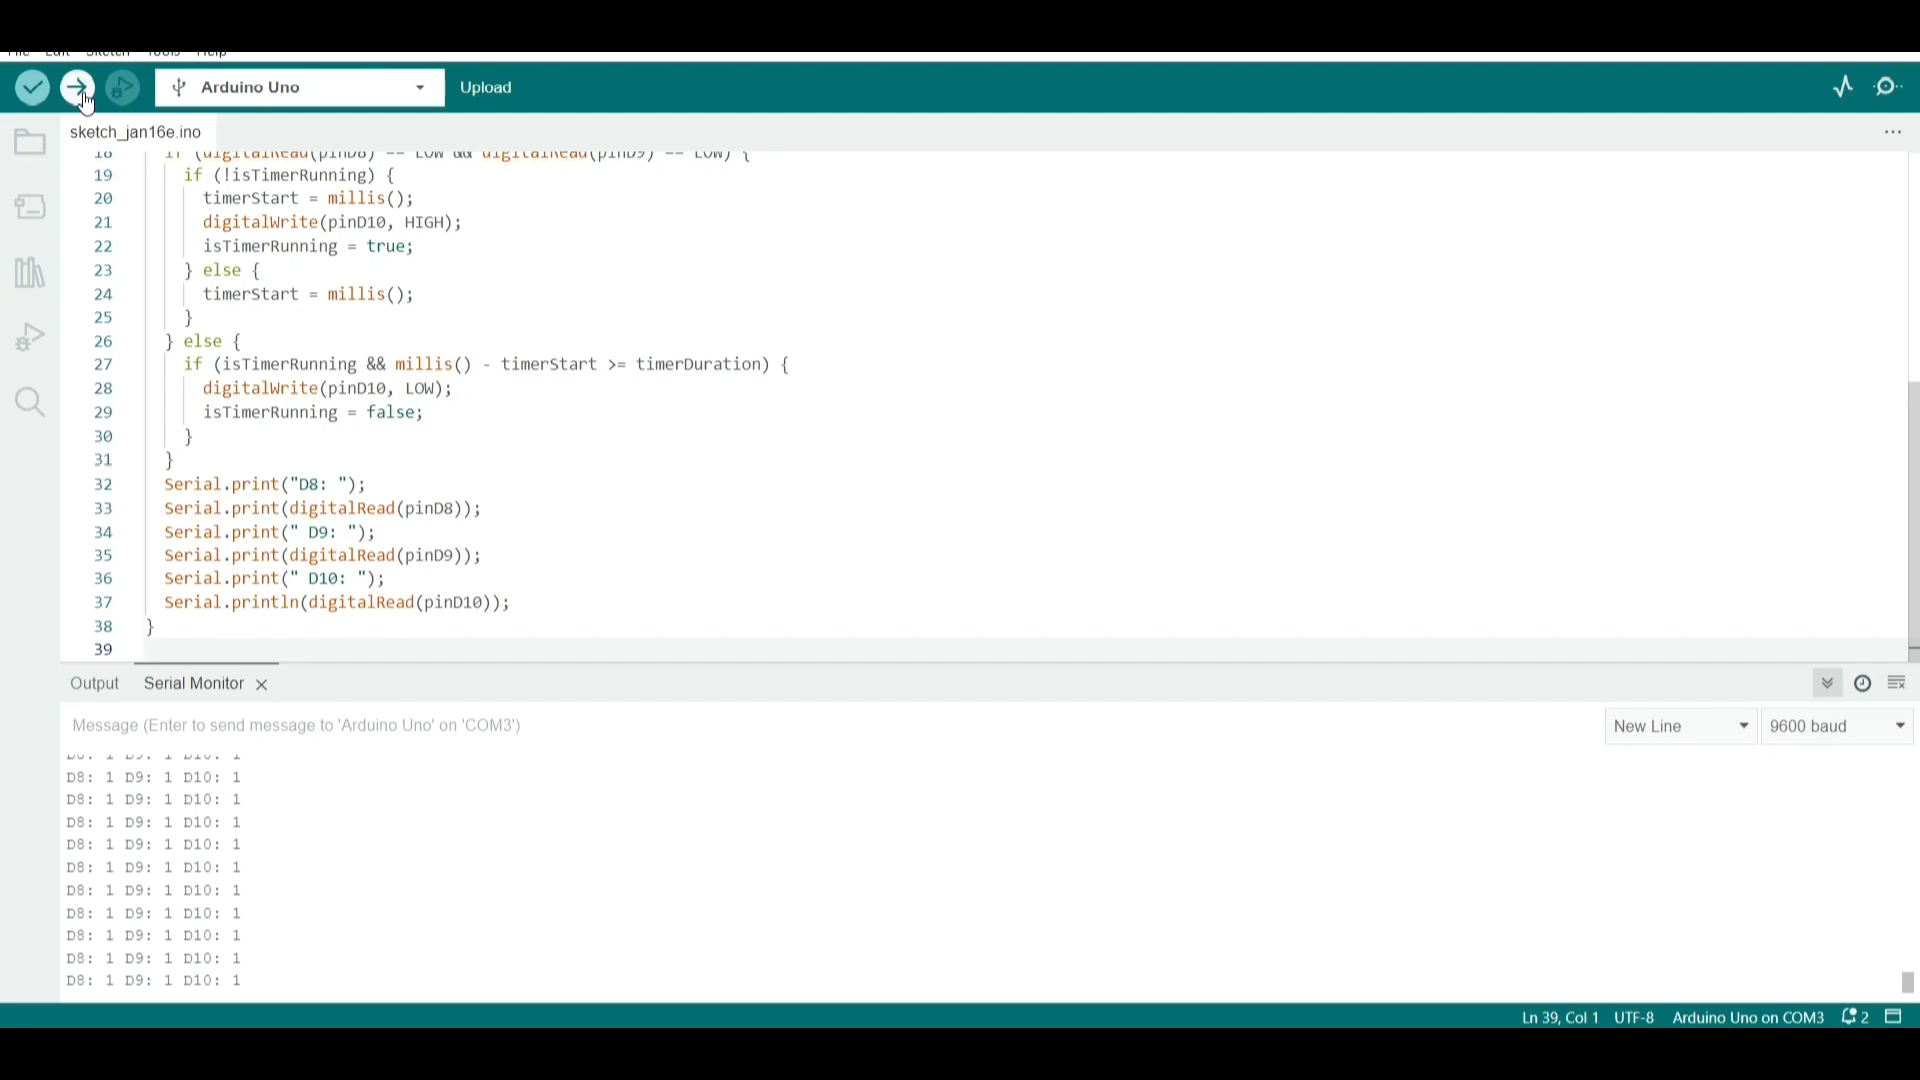 Arduino Uno
Upload
sketch_jan16e.ino
19 if (!isTimerRunning) {
20 timerStart = millis();
21 digitalWrite(pinD10, HIGH);
22 isTimerRunning = true;
23 } else {
24 timerStart = millis();
25 }
26 } else {
27 if (isTimerRunning && millis() - timerStart >= timerDuration) {
28 digitalWrite(pinD10, LOW);
29 isTimerRunning = false;
30 }
31 }
32 Serial.print("D8: ");
33 Serial.print(digitalRead(pinD8));
34 Serial.print(" D9: ");
35 Serial.print(digitalRead(pinD9));
36 Serial.print(" D10: ");
37 Serial.println(digitalRead(pinD10));
38 }
39
Output Serial Monitor
Message (Enter to send message to 'Arduino Uno' on 'COM3') New Line 9600 baud
D8: 1 D9: 1 D10: 1
D8: 1 D9: 1 D10: 1
D8: 1 D9: 1 D10: 1
D8: 1 D9: 1 D10: 1
D8: 1 D9: 1 D10: 1
D8: 1 D9: 1 D10: 1
D8: 1 D9: 1 D10: 1
D8: 1 D9: 1 D10: 1
D8: 1 D9: 1 D10: 1
D8: 1 D9: 1 D10: 1
Ln 39, Col 1 UTF-8 Arduino Uno on COM3 2